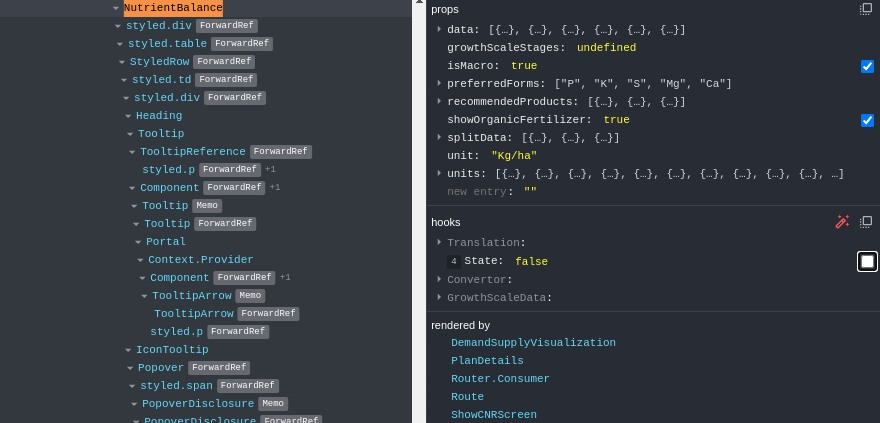 NutrientBalance
styled.div ForwardRef
styled.table ForwardRef
StyledRow ForwardRef
styled.td ForwardRef
styled.div ForwardRef
Heading
Tooltip
TooltipReference ForwardRef
styled.p ForwardRef +1
Component ForwardRef +1
Tooltip Memo
Tooltip ForwardRef
Portal
Context.Provider
Component ForwardRef +1
TooltipArrow Memo
TooltipArrow ForwardRef
styled.p ForwardRef
IconTooltip
Popover ForwardRef
styled.span ForwardRef
PopoverDisclosure Memo
PopoverDisclosure ForwardRef
props
data: [{…}, {…}, {…}, {…}, {…}, {…}]
growthScaleStages: undefined
isMacro: true
preferredForms: ["P", "K", "S", "Mg", "Ca"]
recommendedProducts: [{…}, {…}, {…}]
showOrganicFertilizer: true
splitData: [{…}, {…}, {…}]
unit: "Kg/ha"
units: [{…}, {…}, {…}, {…}, {…}, {…}, {…}, {…}, {…}, …]
new entry: ""
hooks
Translation:
4 State: false
Convertor:
GrowthScaleData:
rendered by
DemandSupplyVisualization
PlanDetails
Router.Consumer
Route
ShowCNRScreen